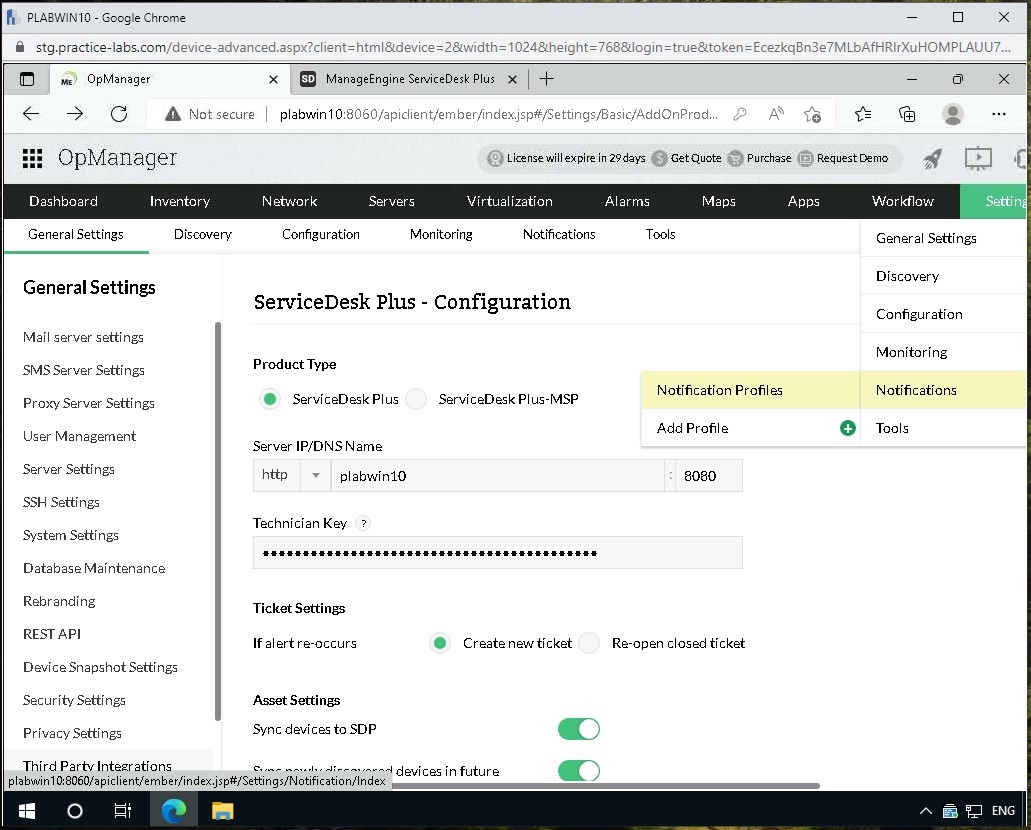 PLABWIN10 - Google Chrome
stg.practice-labs.com/device-advanced.aspx?client=html&device=2&width=1024&height=768&login=true&token=EcezkqBn3e7MLbAfHRIrXuHOMPLAUU7...
ME OpManager
SD ManageEngine ServiceDesk Plus
Not secure plabwin10:8060/apiclient/ember/index.jsp#/Settings/Basic/AddOnProd...
OpManager
License will expire in 29 days $ Get Quote Purchase Request Demo
Dashboard Inventory Network Servers Virtualization Alarms Maps Apps Workflow Setting
General Settings Discovery Configuration Monitoring Notifications Tools
General Settings
Discovery
Configuration
Monitoring
Notifications
Tools
Notification Profiles
Add Profile
General Settings
Mail server settings
SMS Server Settings
Proxy Server Settings
User Management
Server Settings
SSH Settings
System Settings
Database Maintenance
Rebranding
REST API
Device Snapshot Settings
Security Settings
Privacy Settings
Third Party Integrations
ServiceDesk Plus - Configuration
Product Type
ServiceDesk Plus ServiceDesk Plus-MSP
Server IP/DNS Name
http plabwin10 : 8080
Technician Key ?
••••••••••••••••••••••••••••••••••••••••••
Ticket Settings
If alert re-occurs Create new ticket Re-open closed ticket
Asset Settings
Sync devices to SDP
Sync newly discovered devices in future
plabwin10:8060/apiclient/ember/index.jsp#/Settings/Notification/Index
ENG